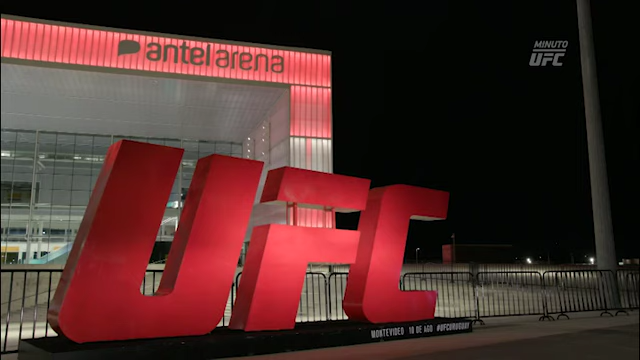 antel arena
MINUTO
UFC
UFC
MONTEVIDEO 10 DE AGO #UFCURUGUAY